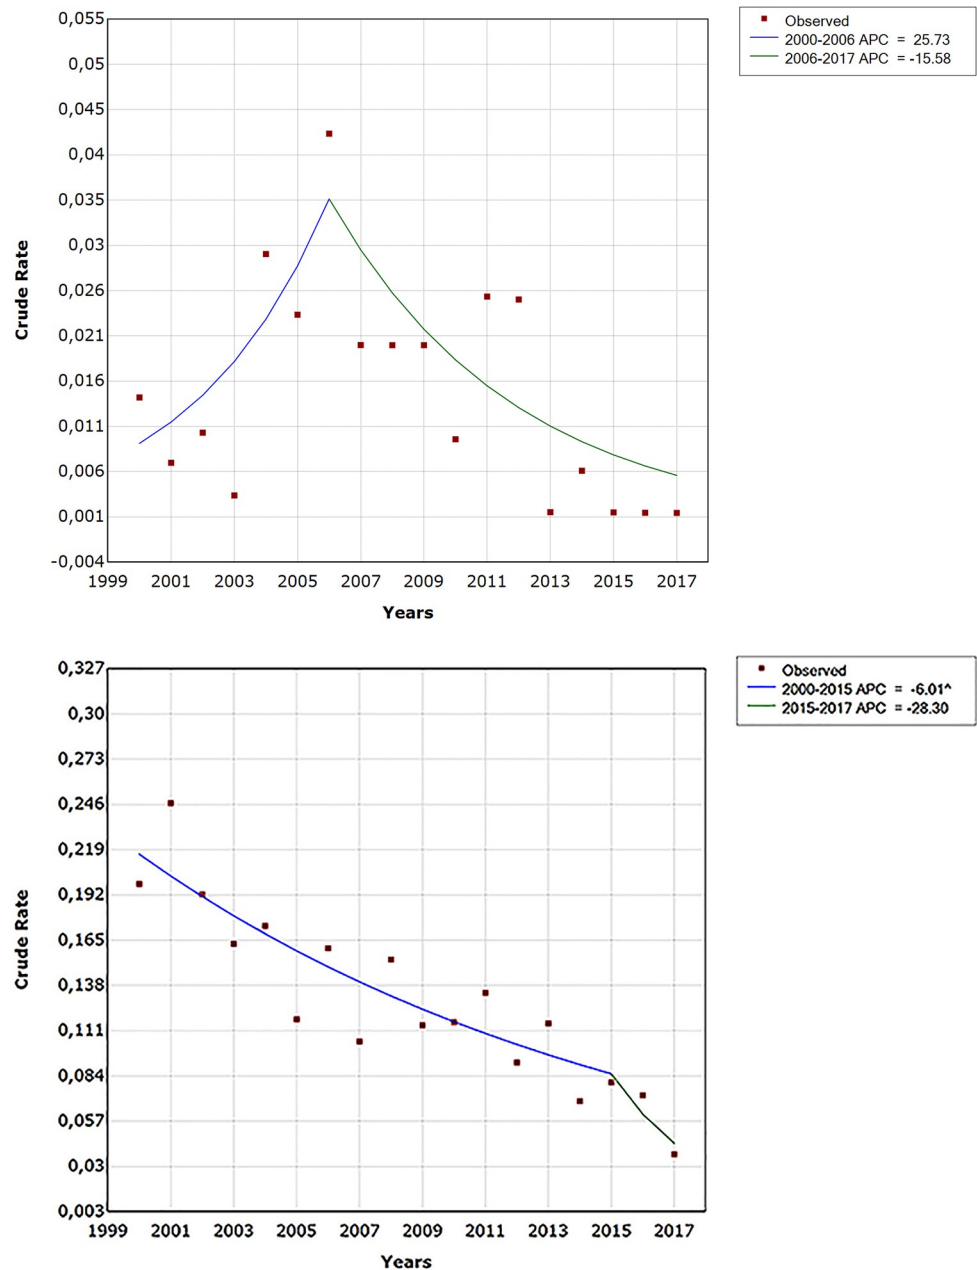 0,055
0,05
0,045
0,04
0,035
0,03
0,026
0,021
0,016
0,011
0,006
0,001
-0,004
Crude Rate
1999 2001 2003 2005 2007 2009 2011 2013 2015 2017
Years
Observed
2000-2006 APC = 25.73
2006-2017 APC = -15.58
0,327
0,30
0,273
0,246
0,219
0,192
0,165
0,138
0,111
0,084
0,057
0,03
0,003
Crude Rate
1999 2001 2003 2005 2007 2009 2011 2013 2015 2017
Years
Observed
2000-2015 APC = -6.01^
2015-2017 APC = -28.30